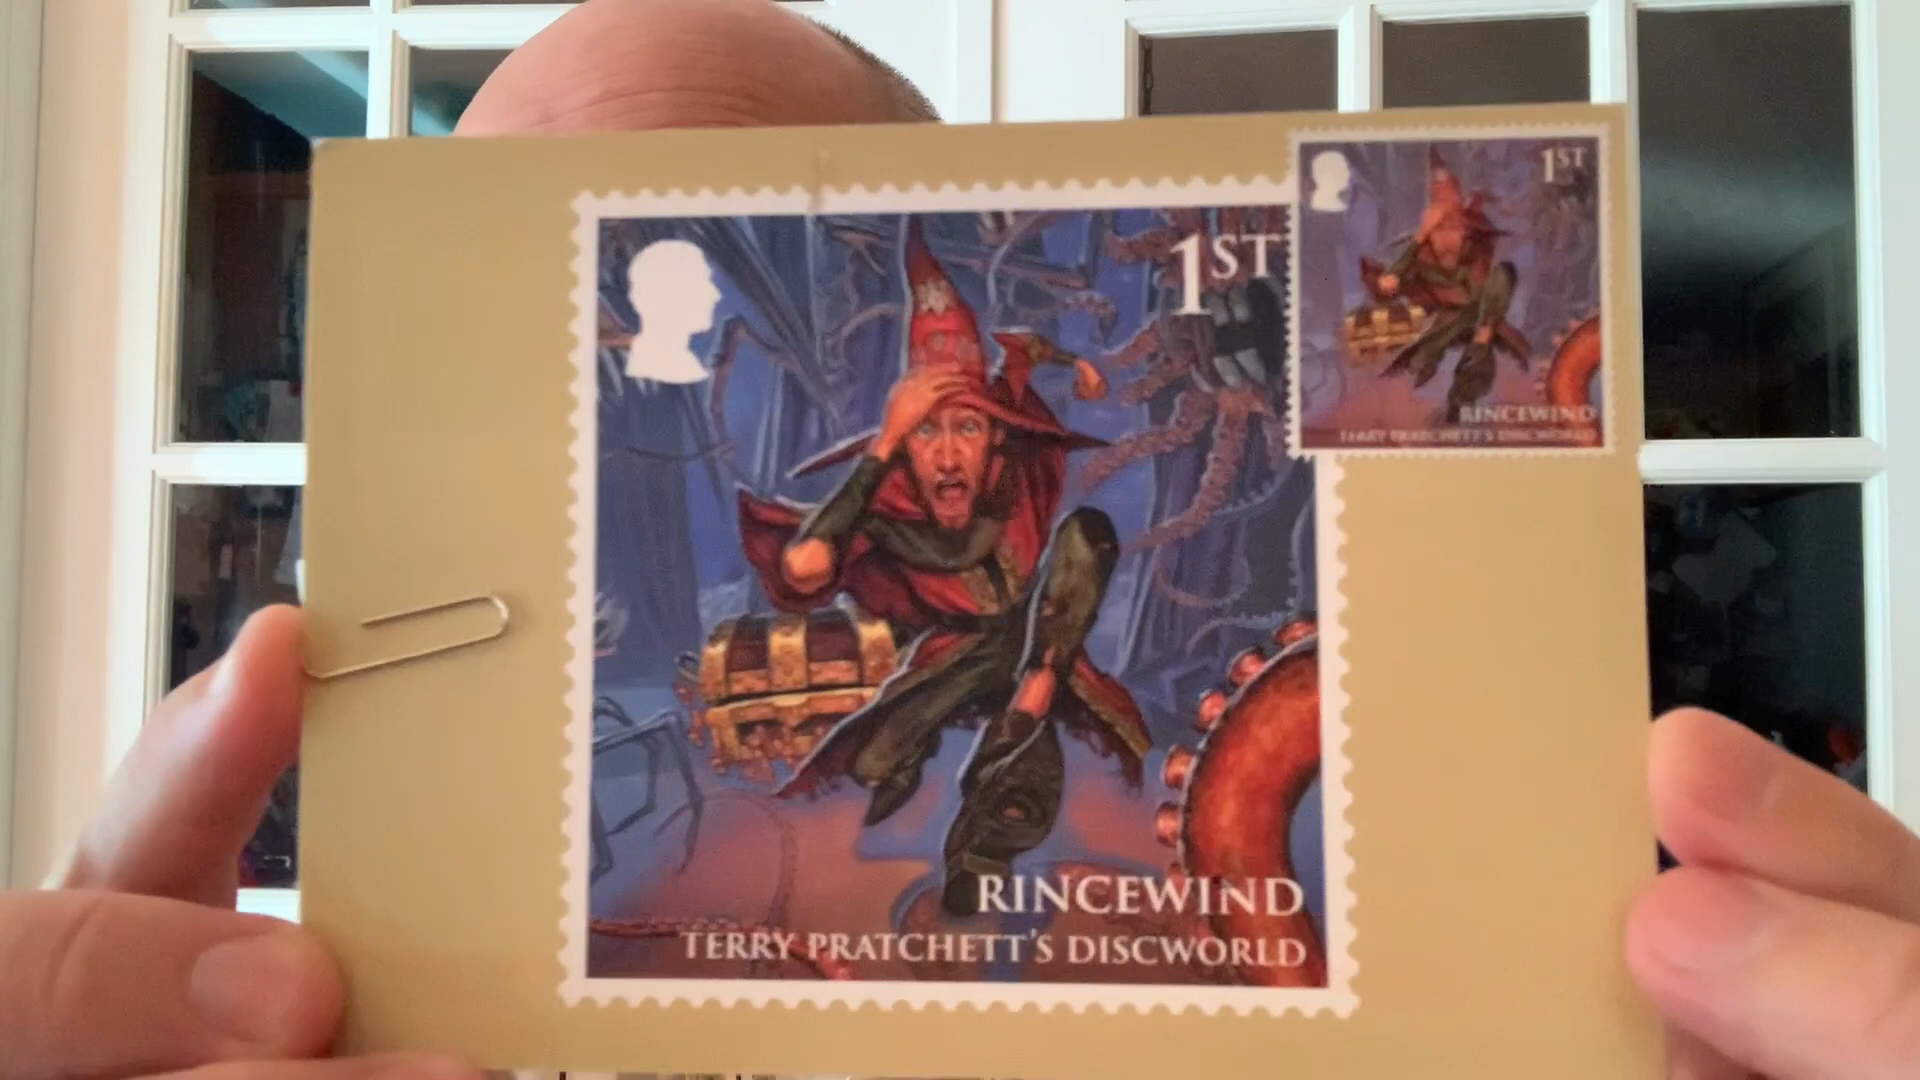 1ST
1ST
RINCEWIND
TERRY PRATCHETT'S DISCWORLD
RINCEWIND
TERRY PRATCHETT'S DISCWORLD